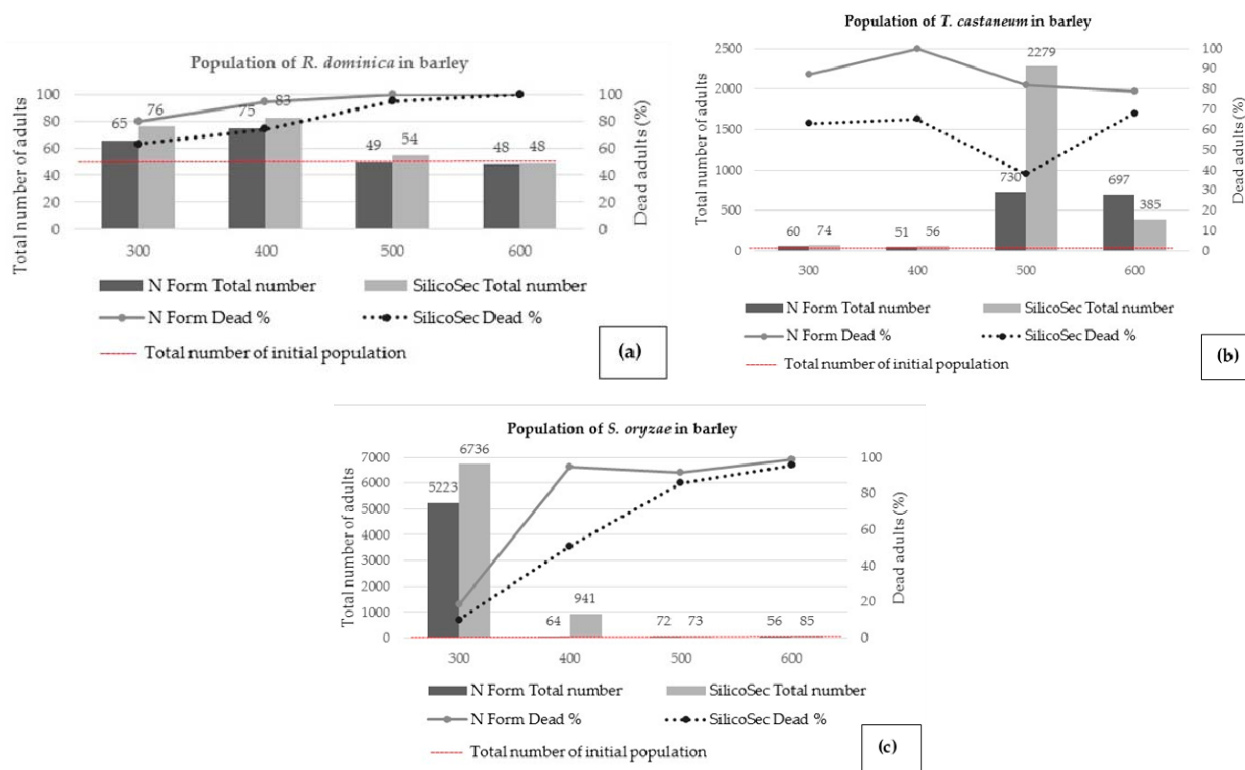 Population of R. dominica in barley
Total number of adults
100
80
60
40
20
0
65
76
75
83
49
54
48
48
100
80
60
40
20
0
Dead adults (%)
300
400
500
600
N Form Total number
SilicoSec Total number
N Form Dead %
SilicoSec Dead %
Total number of initial population
(a)
Population of T. castaneum in barley
Total number of adults
2500
2000
1500
1000
500
0
60
74
51
56
730
2279
697
385
100
90
80
70
60
50
40
30
20
10
0
Dead adults (%)
300
400
500
600
N Form Total number
SilicoSec Total number
N Form Dead %
SilicoSec Dead %
Total number of initial population
(b)
Population of S. oryzae in barley
Total number of adults
7000
6000
5000
4000
3000
2000
1000
0
5223
6736
64
941
72
73
56
85
100
80
60
40
20
0
Dead adults (%)
300
400
500
600
N Form Total number
SilicoSec Total number
N Form Dead %
SilicoSec Dead %
Total number of initial population
(c)